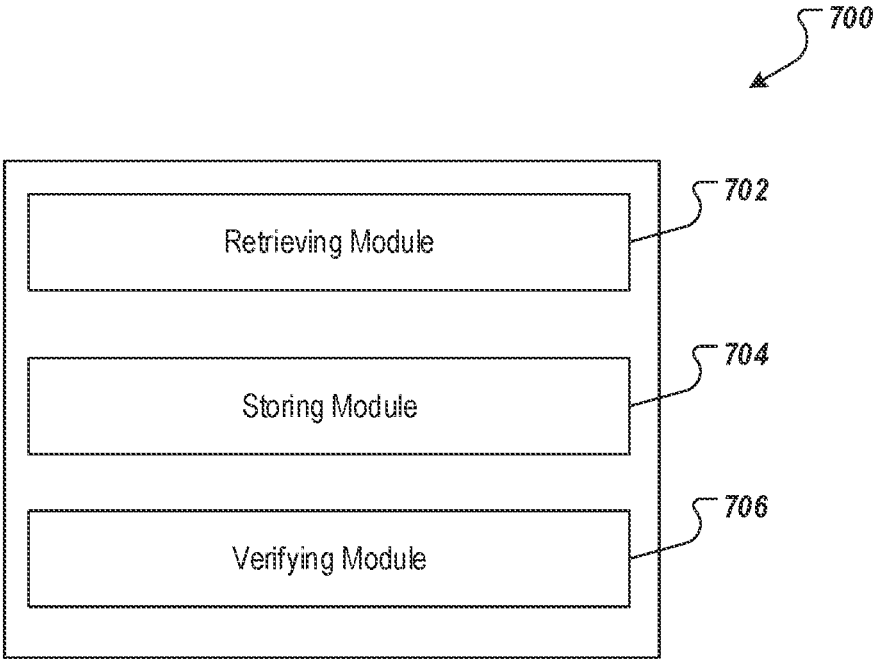 700
702
Retrieving Module
704
Storing Module
706
Verifying Module